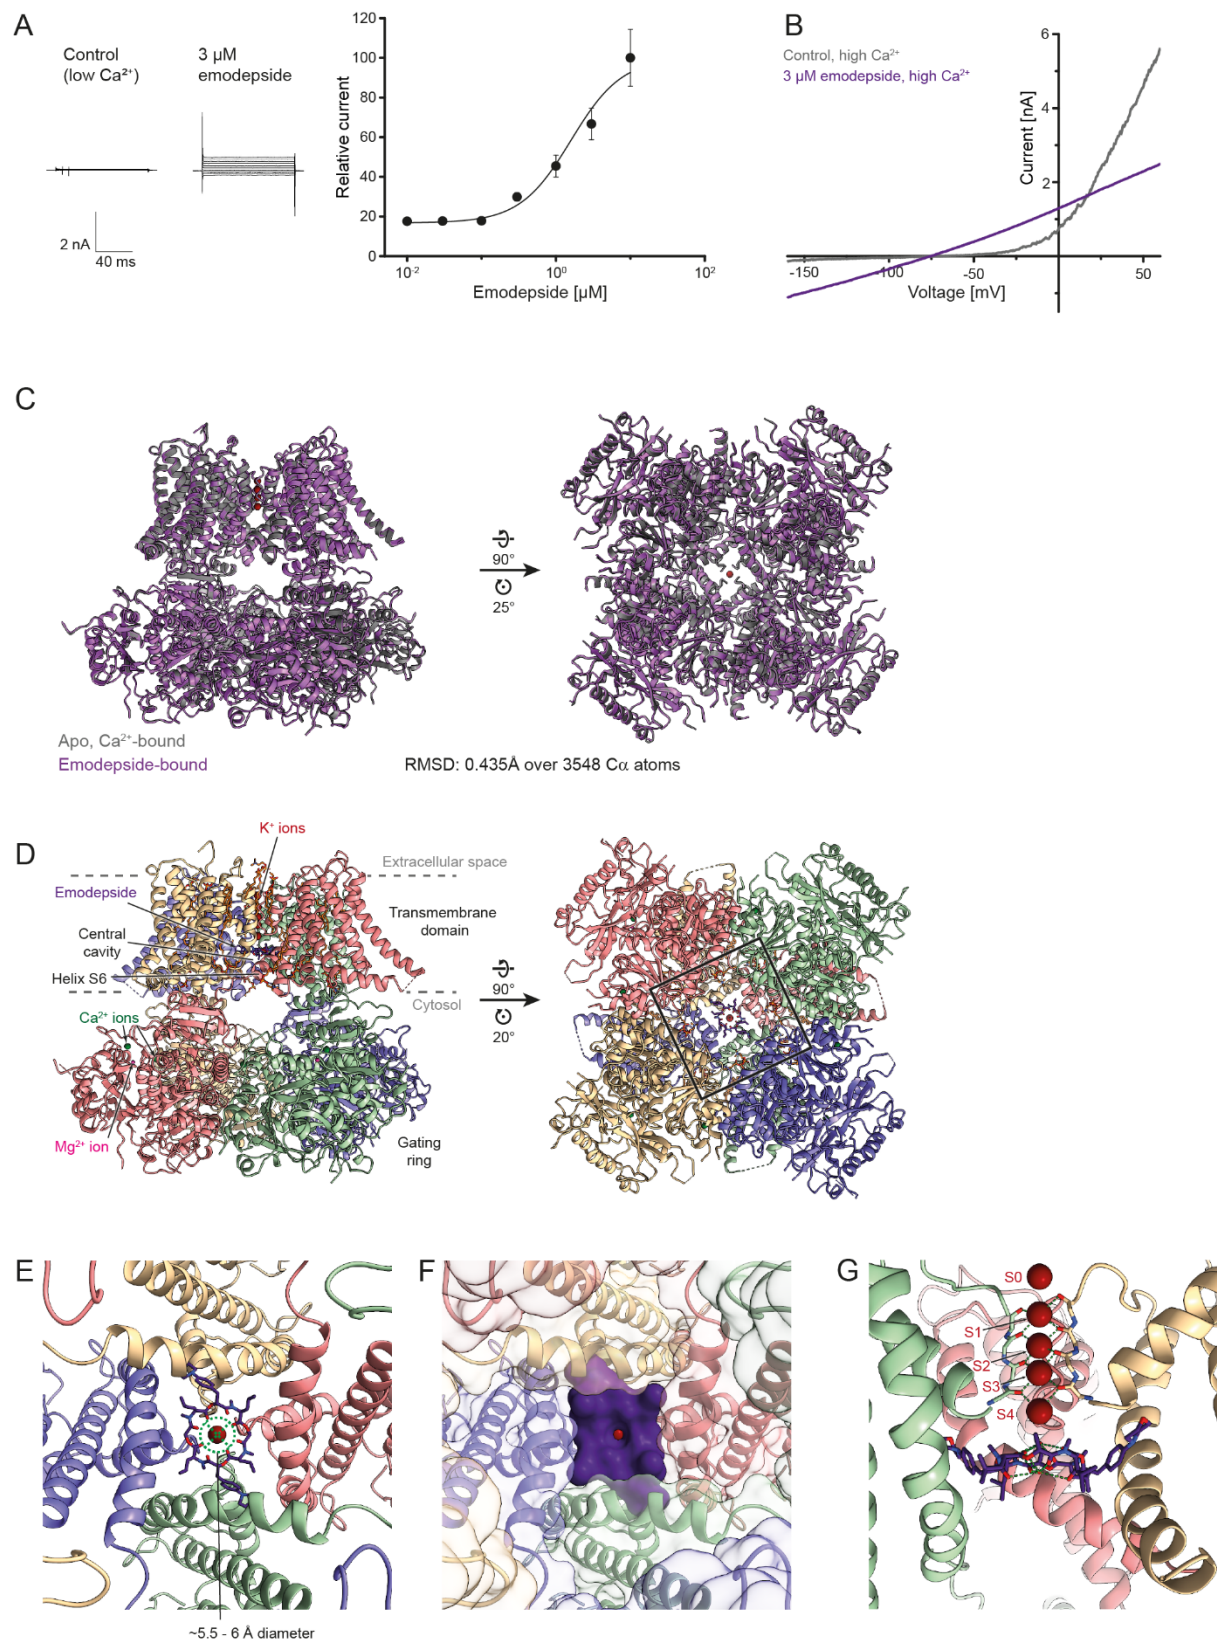 A
Control
(low Ca²⁺)
3 µM
emodepside
2 nA
40 ms
Relative current
120
100
80
60
40
20
0
10⁻²
10⁰
10²
Emodepside [µM]
B
Control, high Ca²⁺
3 µM emodepside, high Ca²⁺
Current [nA]
6
4
2
-150
-100
-50
25
50
Voltage [mV]
C
90°
25°
Apo, Ca²⁺-bound
Emodepside-bound
RMSD: 0.435Å over 3548 Cα atoms
D
K⁺ ions
Extracellular space
Emodepside
Transmembrane
domain
Central
cavity
Helix S6
Cytosol
Ca²⁺ ions
Mg²⁺ ion
Gating
ring
90°
20°
E
~5.5 - 6 Å diameter
F
G
S0
S1
S2
S3
S4